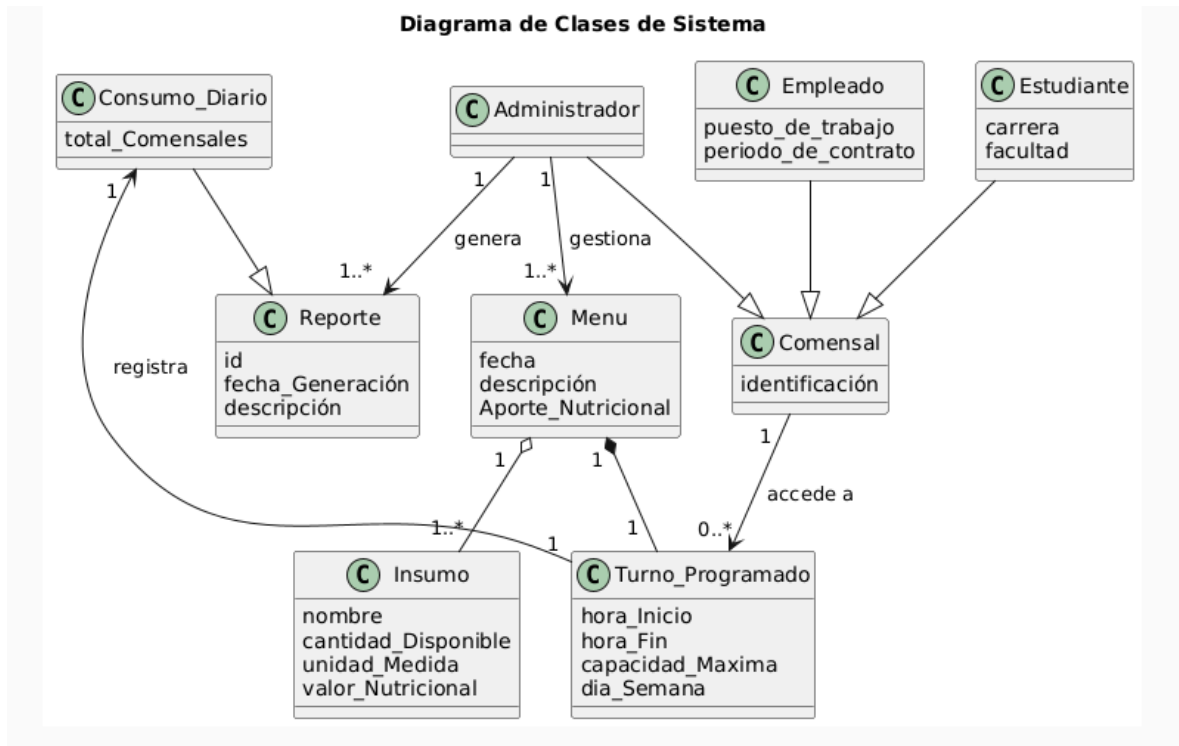 Diagrama de Clases de Sistema
C Consumo_Diario
total_Comensales
C Administrador
C Empleado
puesto_de_trabajo
periodo_de_contrato
C Estudiante
carrera
facultad
1
1
1
genera
gestiona
1..*
1..*
registra
C Reporte
id
fecha_Generación
descripción
C Menu
fecha
descripción
Aporte_Nutricional
C Comensal
identificación
1
1
1
accede a
1..*
1
1
0..*
C Insumo
nombre
cantidad_Disponible
unidad_Medida
valor_Nutricional
C Turno_Programado
hora_Inicio
hora_Fin
capacidad_Maxima
dia_Semana